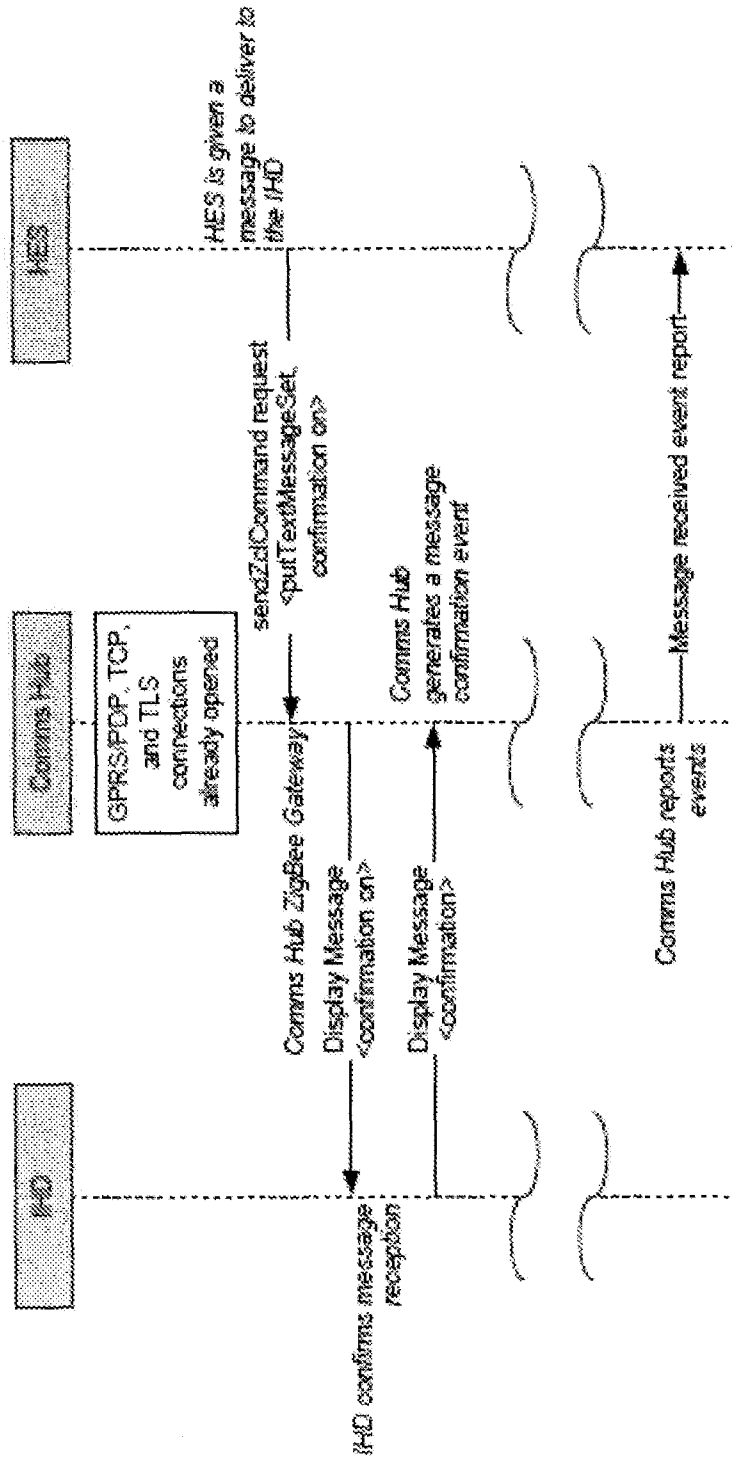 IHD
Comms Hub
HES
GPRS/PDP, TCP,
and TLS
connections
already opened
HES is given a
message to deliver to
the IHD
sendZclCommand request
<putTextMessageSet,
confirmation on>
Comms Hub ZigBee Gateway
Display Message
<confirmation on>
IHD confirms message
reception
Display Message
<confirmation>
Comms Hub
generates a message
confirmation event
Comms Hub reports
events
Message received event report